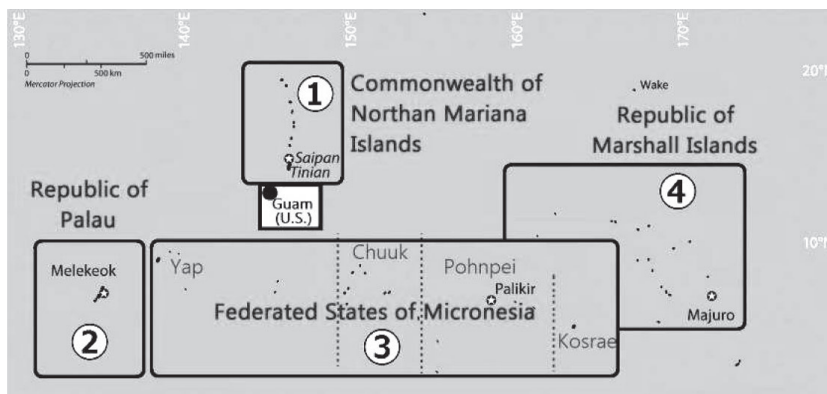 130°E
140°E
150°E
160°E
170°E
0
500 miles
0
500 km
Mercator Projection
20°N
Wake
1
Commonwealth of
Northan Mariana
Islands
Saipan
Tinian
Republic of
Marshall Islands
4
Guam
(U.S.)
Republic of
Palau
10°N
Melekeok
2
Yap
Chuuk
Pohnpei
Palikir
Federated States of Micronesia
3
Kosrae
Majuro